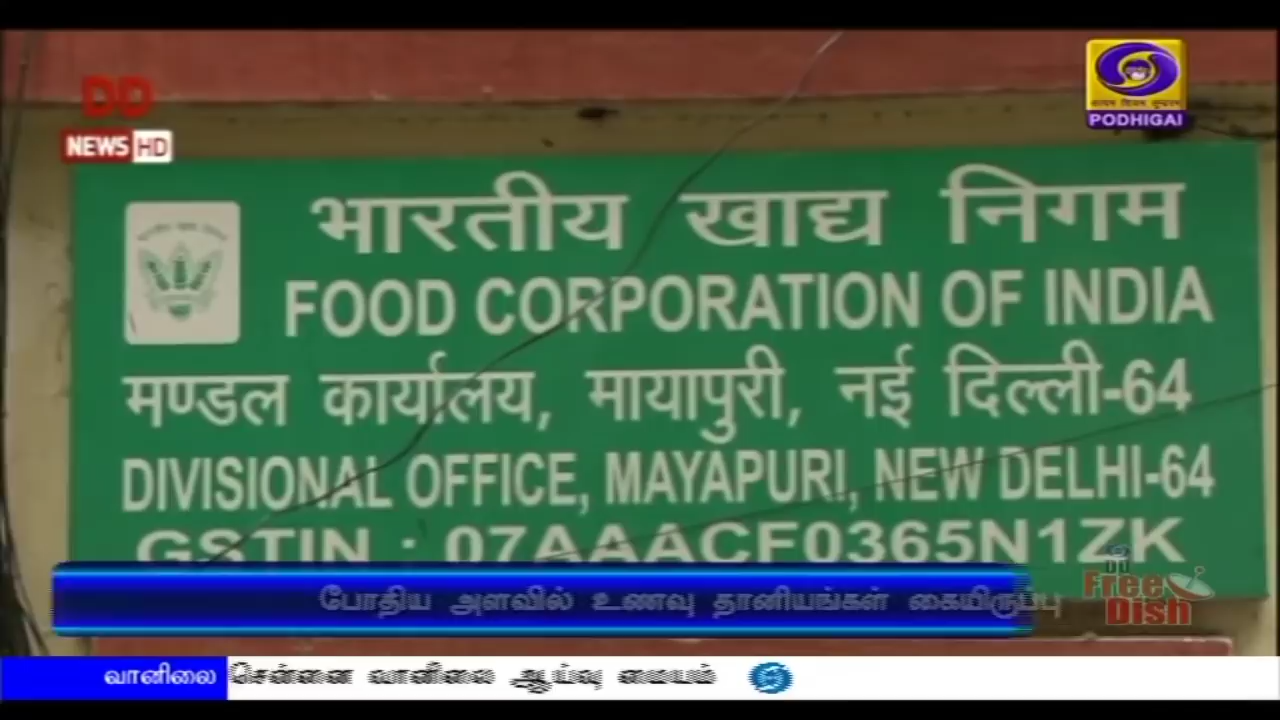 DD
NEWS HD
PODHIGAI
भारतीय खाद्य निगम
FOOD CORPORATION OF INDIA
मण्डल कार्यालय, मायापुरी, नई दिल्ली-64
DIVISIONAL OFFICE, MAYAPURI, NEW DELHI-64
GSTIN : 07AAACF0365N1ZK
போதிய அளவில் உணவு தானியங்கள் கையிருப்பு
DD
Free
Dish
வானிலை சென்னை வானிலை ஆய்வு மையம்